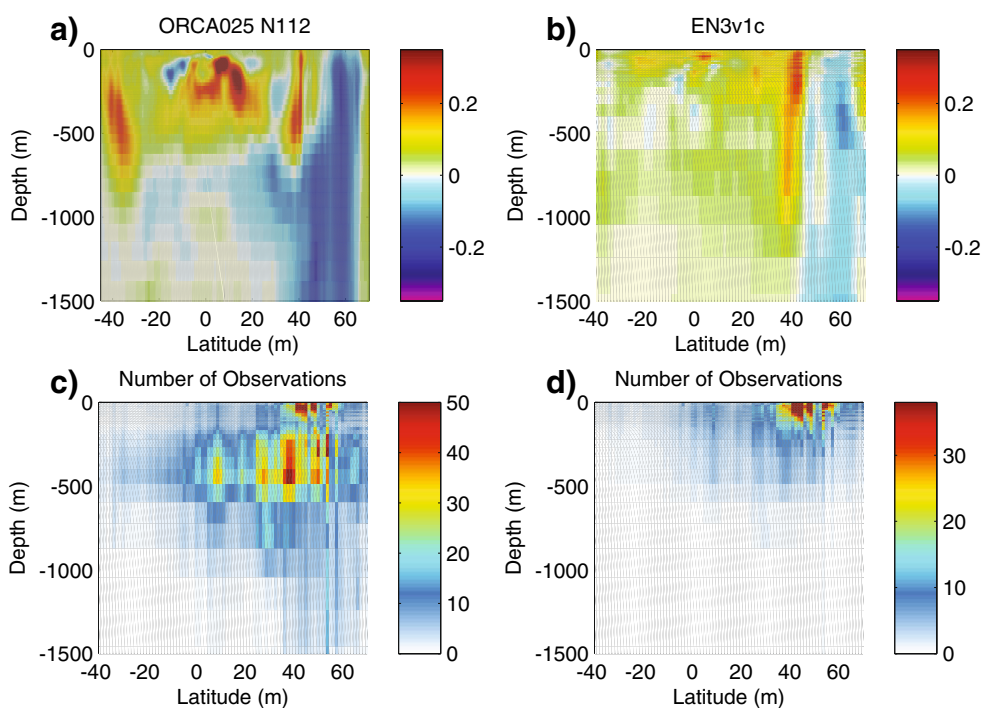 a) ORCA025 N112
0
-500
-1000
-1500
Depth (m)
-40 -20 0 20 40 60
Latitude (m)
0.2
0
-0.2
b) EN3v1c
0
-500
-1000
-1500
Depth (m)
-40 -20 0 20 40 60
Latitude (m)
0.2
0
-0.2
c) Number of Observations
0
-500
-1000
-1500
Depth (m)
-40 -20 0 20 40 60
Latitude (m)
50
40
30
20
10
0
d) Number of Observations
0
-500
-1000
-1500
Depth (m)
-40 -20 0 20 40 60
Latitude (m)
30
20
10
0